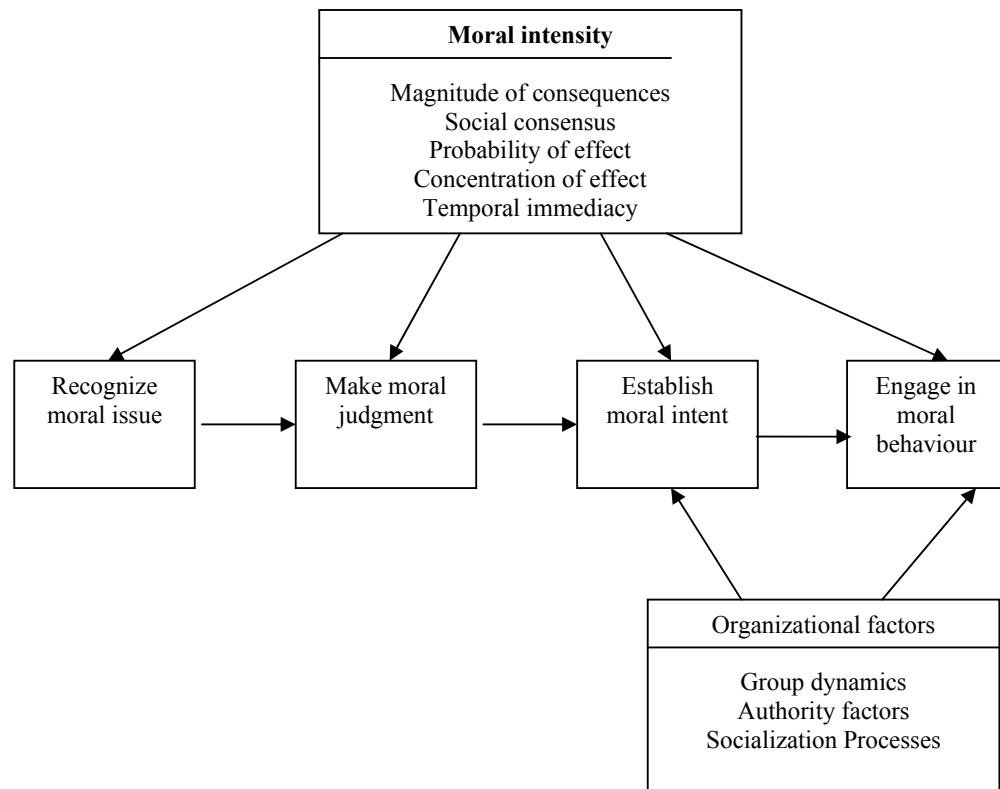 Moral intensity
Magnitude of consequences
Social consensus
Probability of effect
Concentration of effect
Temporal immediacy
Recognize
moral issue
Make moral
judgment
Establish
moral intent
Engage in
moral
behaviour
Organizational factors
Group dynamics
Authority factors
Socialization Processes